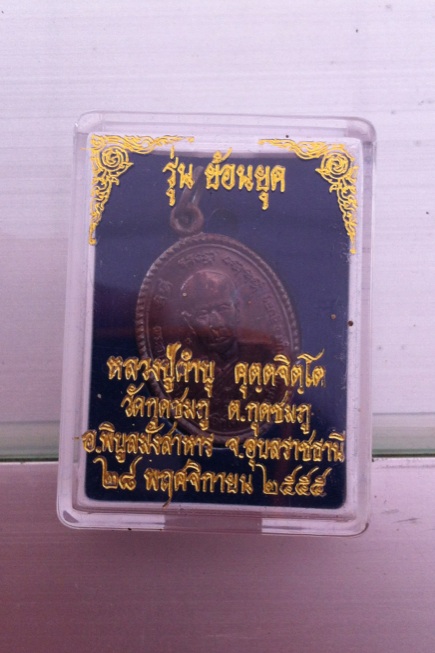 รุ่น ย้อนยุค
หลวงปู่คำบุ คุตฺตจิตฺโต
วัดกุดชมภู ต.กุดชมภู
อ.พิบูลมังสาหาร จ.อุบลราชธานี
๒๘ พฤศจิกายน ๒๕๕๕